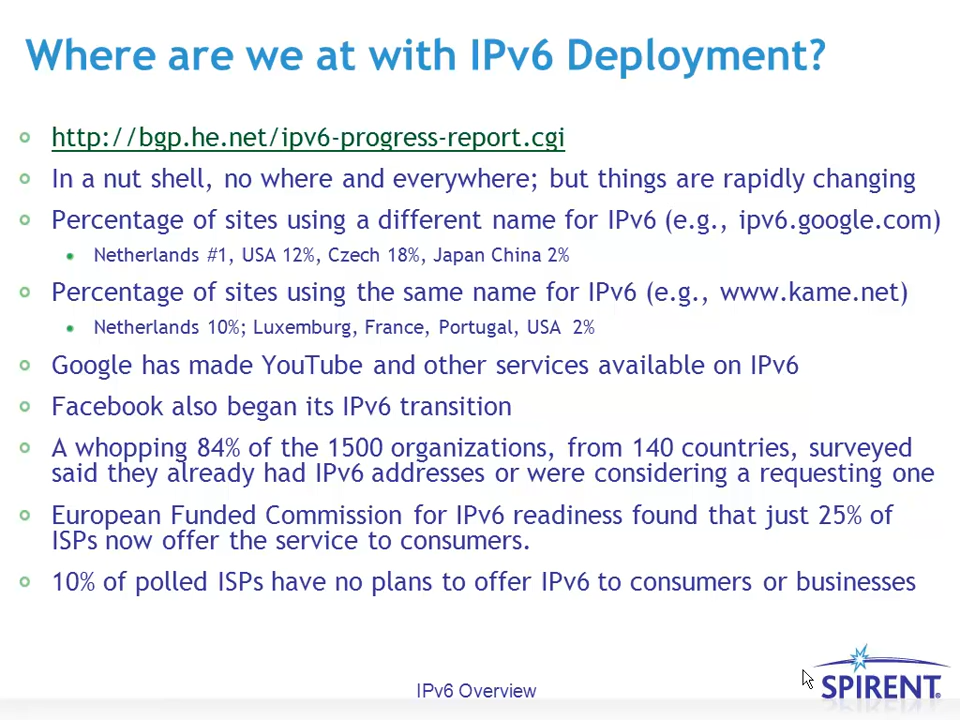 Where are we at with IPv6 Deployment?
http://bgp.he.net/ipv6-progress-report.cgi
In a nut shell, no where and everywhere; but things are rapidly changing
Percentage of sites using a different name for IPv6 (e.g., ipv6.google.com)
Netherlands #1, USA 12%, Czech 18%, Japan China 2%
Percentage of sites using the same name for IPv6 (e.g., www.kame.net)
Netherlands 10%; Luxemburg, France, Portugal, USA 2%
Google has made YouTube and other services available on IPv6
Facebook also began its IPv6 transition
A whopping 84% of the 1500 organizations, from 140 countries, surveyed
said they already had IPv6 addresses or were considering a requesting one
European Funded Commission for IPv6 readiness found that just 25% of
ISPs now offer the service to consumers.
10% of polled ISPs have no plans to offer IPv6 to consumers or businesses
IPv6 Overview
SPIRENT®